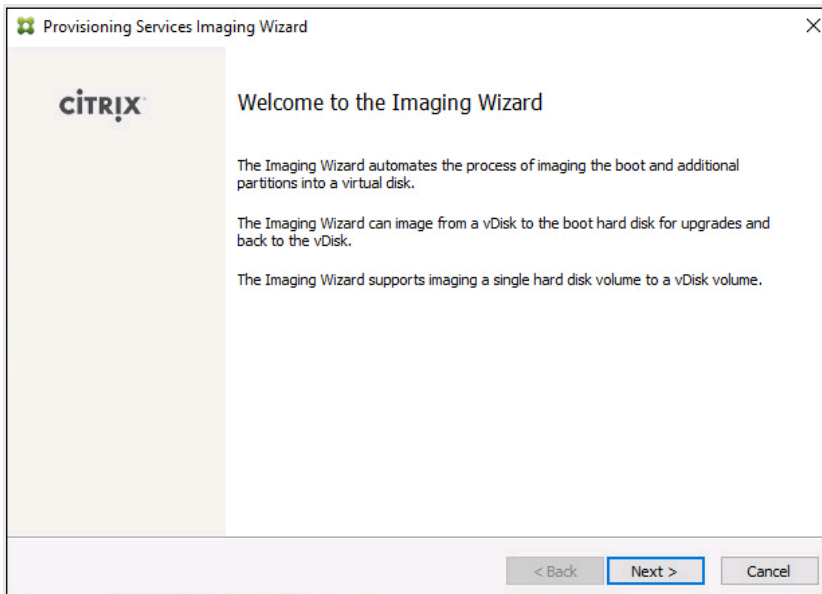 Provisioning Services Imaging Wizard
CITRIX
Welcome to the Imaging Wizard
The Imaging Wizard automates the process of imaging the boot and additional
partitions into a virtual disk.
The Imaging Wizard can image from a vDisk to the boot hard disk for upgrades and
back to the vDisk.
The Imaging Wizard supports imaging a single hard disk volume to a vDisk volume.
< Back Next > Cancel